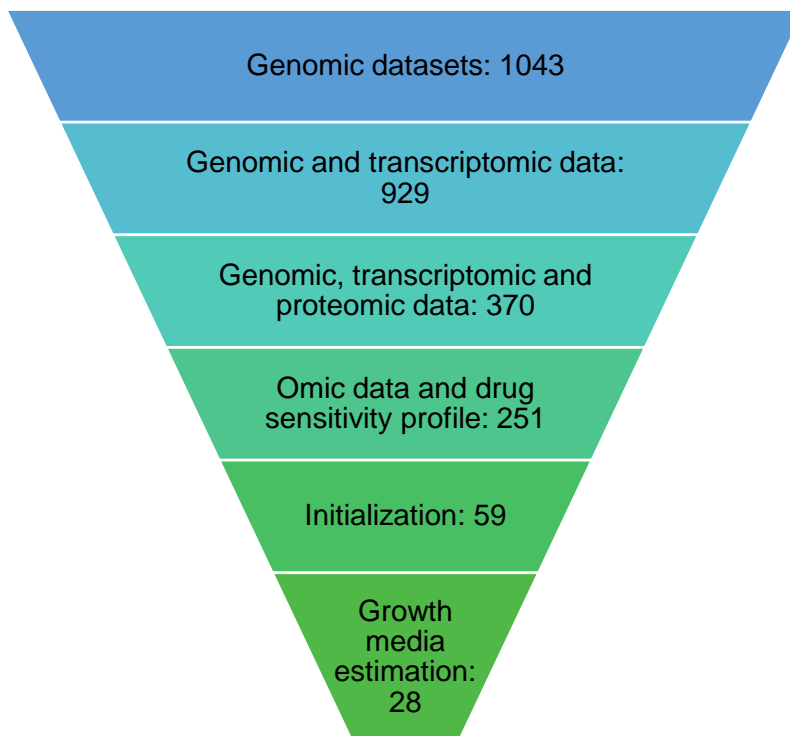 Genomic datasets: 1043
Genomic and transcriptomic data:
929
Genomic, transcriptomic and
proteomic data: 370
Omic data and drug
sensitivity profile: 251
Initialization: 59
Growth
media
estimation:
28